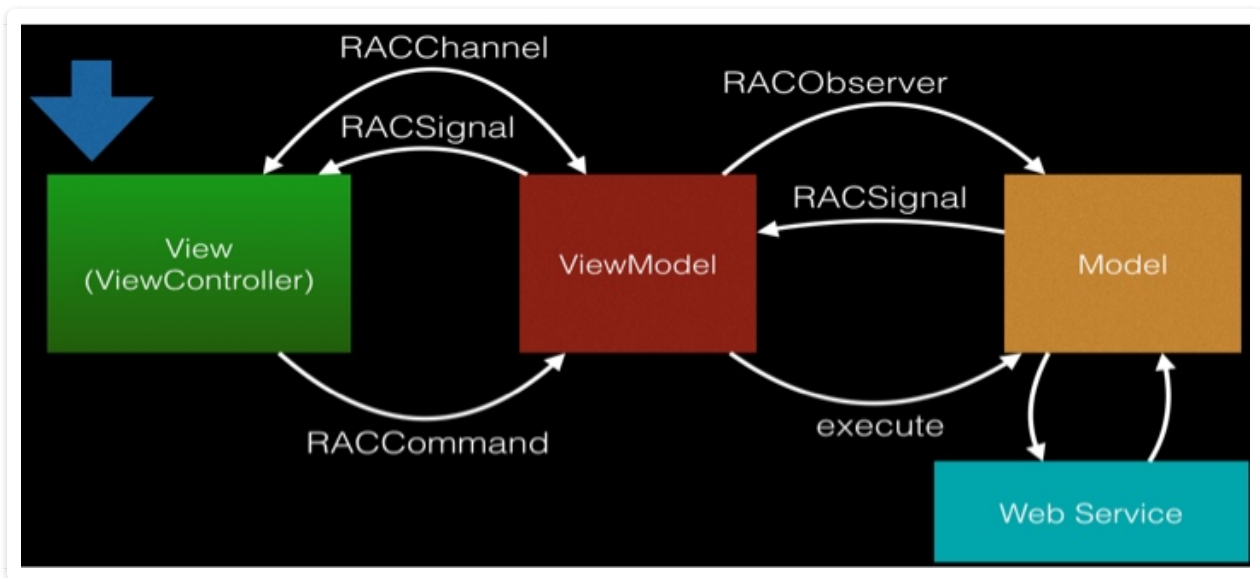 RACChannel
RACObserver
RACSignal
RACSignal
View
(ViewController)
ViewModel
Model
execute
RACCommand
Web Service